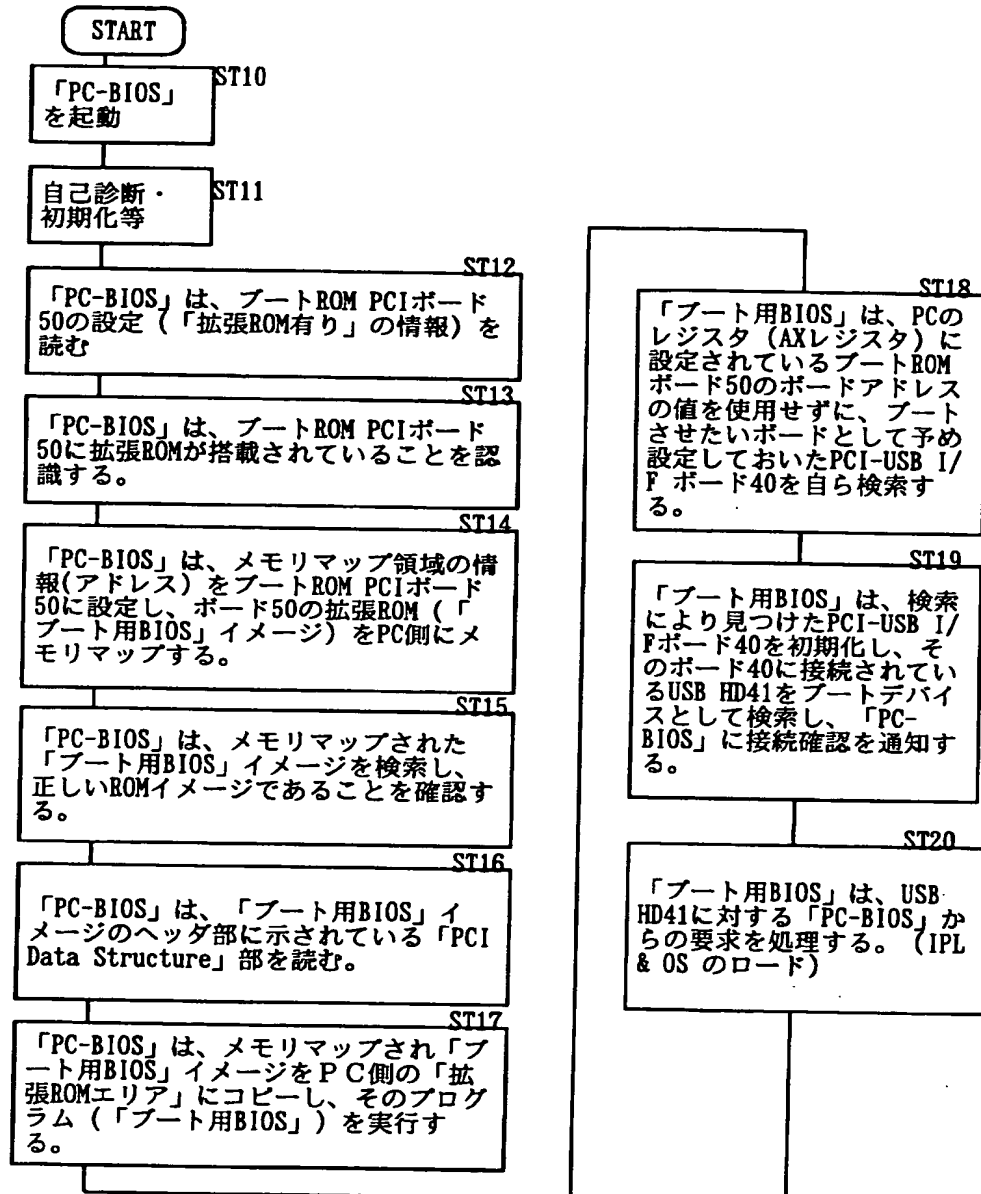 START
ST10
「PC-BIOS」
を起動
ST11
自己診断・
初期化等
ST12
「PC-BIOS」は、ブートROM PCIボード
50の設定（「拡張ROM有り」の情報）を
読む
ST13
「PC-BIOS」は、ブートROM PCIボード
50に拡張ROMが搭載されていることを認
識する。
ST14
「PC-BIOS」は、メモリマップ領域の情
報(アドレス）をブートROM PCIボード
50に設定し、ボード50の拡張ROM（「
ブート用BIOS」イメージ）をPC側にメ
モリマップする。
ST15
「PC-BIOS」は、メモリマップされた
「ブート用BIOS」イメージを検索し、
正しいROMイメージであることを確認す
る。
ST16
「PC-BIOS」は、「ブート用BIOS」イ
メージのヘッダ部に示されている「PCI
Data Structure」部を読む。
ST17
「PC-BIOS」は、メモリマップされ「ブ
ート用BIOS」イメージをＰＣ側の「拡
張ROMエリア」にコピーし、そのプログ
ラム（「ブート用BIOS」）を実行す
る。
ST18
「ブート用BIOS」は、PCの
レジスタ（AXレジスタ）に
設定されているブートROM
ボード50のボードアドレス
の値を使用せずに、ブート
させたいボードとして予め
設定しておいたPCI-USB I/
F ボード40を自ら検索す
る。
ST19
「ブート用BIOS」は、検索
により見つけたPCI-USB I/
Fボード40を初期化し、そ
のボード40に接続されてい
るUSB HD41をブートデバイ
スとして検索し、「PC-
BIOS」に接続確認を通知す
る。
ST20
「ブート用BIOS」は、USB
HD41に対する「PC-BIOS」か
らの要求を処理する。（IPL
& OS のロード）